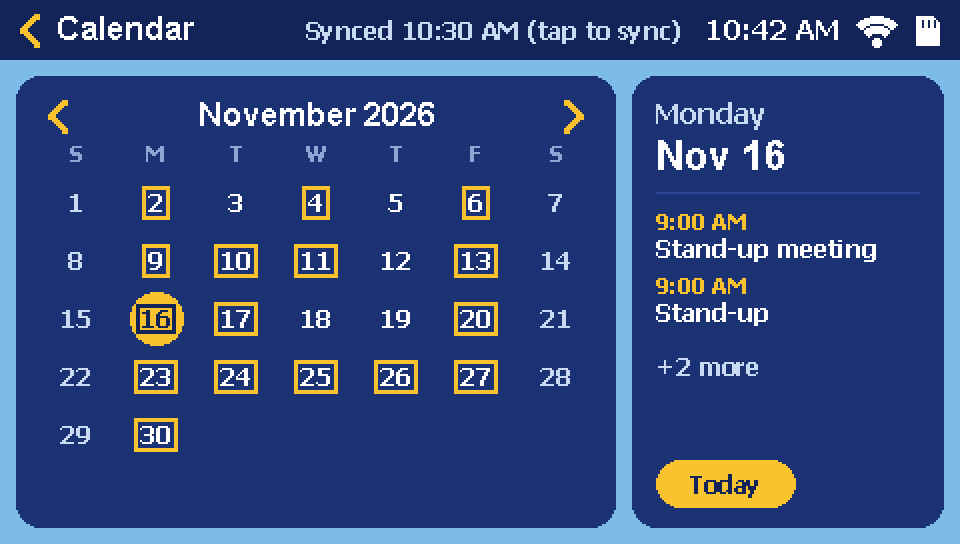 Calendar Synced 10:30 AM (tap to sync) 10:42 AM
November 2026
S M T W T F S
1 2 3 4 5 6 7
8 9 10 11 12 13 14
15 16 17 18 19 20 21
22 23 24 25 26 27 28
29 30
Monday
Nov 16
9:00 AM
Stand-up meeting
9:00 AM
Stand-up
+2 more
Today